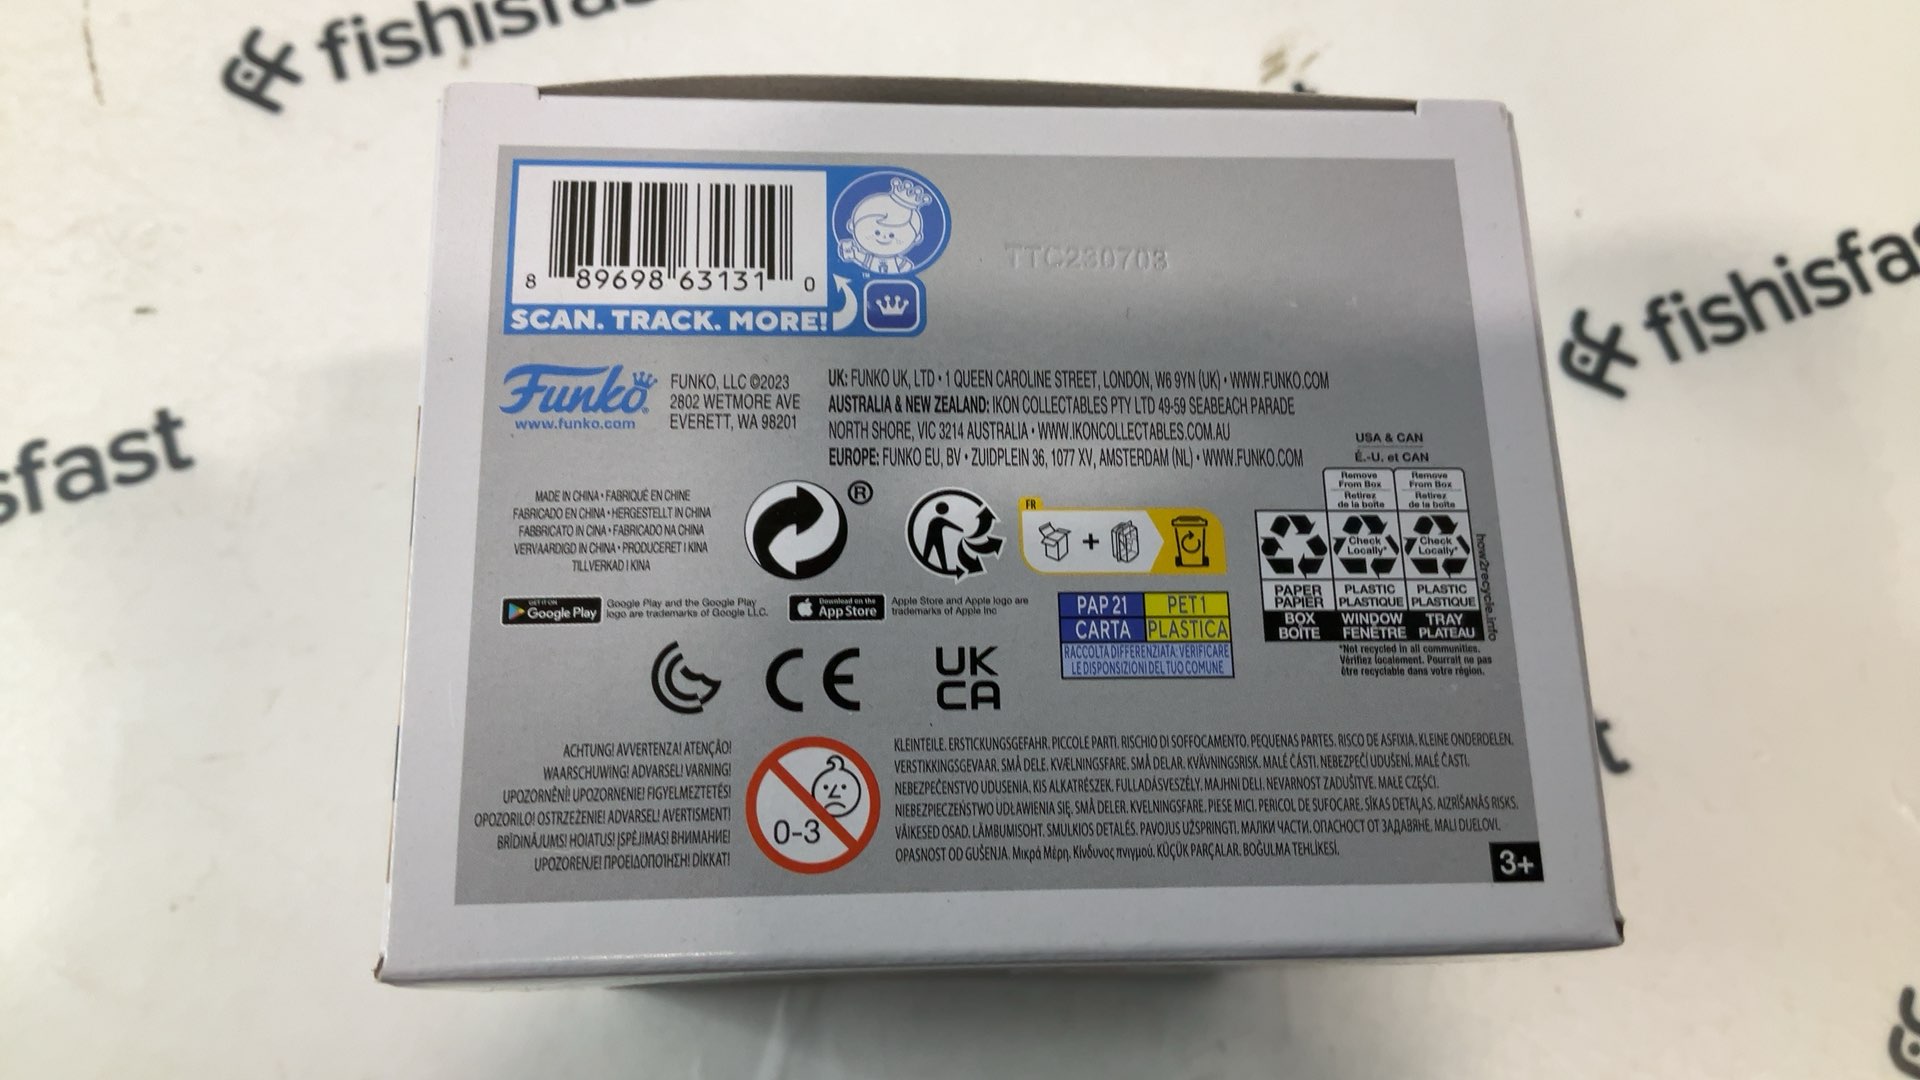 fishisfast
8 89698 63131 0
SCAN. TRACK. MORE!
TTC230703
Funko
www.funko.com
FUNKO, LLC ©2023
2802 WETMORE AVE
EVERETT, WA 98201
UK: FUNKO UK, LTD • 1 QUEEN CAROLINE STREET, LONDON, W6 9YN (UK) • WWW.FUNKO.COM
AUSTRALIA & NEW ZEALAND: IKON COLLECTABLES PTY LTD 49-59 SEABEACH PARADE
NORTH SHORE, VIC 3214 AUSTRALIA • WWW.IKONCOLLECTABLES.COM.AU
EUROPE: FUNKO EU, BV • ZUIDPLEIN 36, 1077 XV, AMSTERDAM (NL) • WWW.FUNKO.COM
MADE IN CHINA • FABRIQUÉ EN CHINE
FABRICADO EN CHINA • HERGESTELLT IN CHINA
FABBRICATO IN CINA • FABRICADO NA CHINA
VERVAARDIGD IN CHINA • PRODUCERET I KINA
TILLVERKAD I KINA
®
FR
+
USA & CAN
É.-U. et CAN
Remove From Box
Retirez de la boîte
Remove From Box
Retirez de la boîte
Check Locally*
Check Locally*
PAPER PAPIER
PLASTIC PLASTIQUE
PLASTIC PLASTIQUE
BOX BOÎTE
WINDOW FENÊTRE
TRAY PLATEAU
how2recycle.info
*Not recycled in all communities.
Vérifiez localement. Pourrait ne pas
être recyclable dans votre région.
GET IT ON
Google Play
Google Play and the Google Play
logo are trademarks of Google LLC.
Download on the
App Store
Apple Store and Apple logo are
trademarks of Apple Inc
PAP 21 PET 1
CARTA PLASTICA
RACCOLTA DIFFERENZIATA: VERIFICARE
LE DISPONSIZIONI DEL TUO COMUNE
CE
UK
CA
ACHTUNG! AVVERTENZA! ATENÇÃO!
WAARSCHUWING! ADVARSEL! VARNING!
UPOZORNĚNÍ! UPOZORNENIE! FIGYELMEZTETÉS!
OPOZORILO! OSTRZEŻENIE! ADVARSEL! AVERTISMENT!
BRĪDINĀJUMS! HOIATUS! ĮSPĖJIMAS! ВНИМАНИЕ!
UPOZORENJE! ΠΡΟΕΙΔΟΠΟΙΗΣΗ! DİKKAT!
0-3
KLEINTEILE. ERSTICKUNGSGEFAHR. PICCOLE PARTI. RISCHIO DI SOFFOCAMENTO. PEQUENAS PARTES. RISCO DE ASFIXIA. KLEINE ONDERDELEN.
VERSTIKKINGSGEVAAR. SMÅ DELE. KVÆLNINGSFARE. SMÅ DELAR. KVÄVNINGSRISK. MALÉ ČÁSTI. NEBEZPEČÍ UDUŠENÍ. MALÉ ČASTI.
NEBEZPEČENSTVO UDUSENIA. KIS ALKATRÉSZEK. FULLADÁSVESZÉLY. MAJHNI DELI. NEVARNOST ZADUŠITVE. MAŁE CZĘŚCI.
NIEBEZPIECZEŃSTWO UDŁAWIENIA SIĘ. SMÅ DELER. KVELNINGSFARE. PIESE MICI. PERICOL DE SUFOCARE. SĪKAS DETAĻAS. AIZRĪŠANĀS RISKS.
VÄIKESED OSAD. LÄMBUMISOHT. SMULKIOS DETALĖS. PAVOJUS UŽSPRINGTI. МАЛКИ ЧАСТИ. ОПАСНОСТ ОТ ЗАДАВЯНЕ. MALI DIJELOVI.
OPASNOST OD GUŠENJA. Μικρά Μέρη. Κίνδυνος πνιγμού. KÜÇÜK PARÇALAR. BOĞULMA TEHLİKESİ.
3+
fishisfast
sfast
t